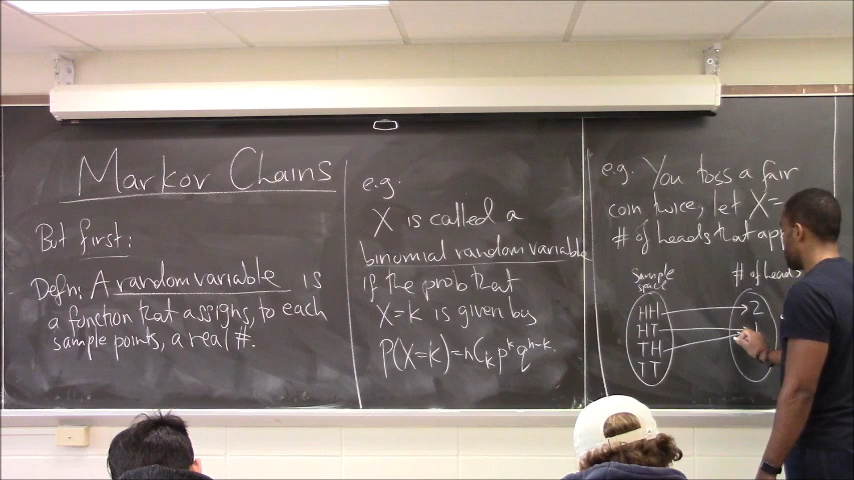 Markov Chains
But first:
Defn: A random variable is
a function that assigns, to each
sample points, a real #.
e.g.
X is called a
binomial random variable
if the prob that
X=k is given by
P(X=k)=nCₖpᵏqⁿ⁻ᵏ.
e.g. You toss a fair
coin twice, let X=
# of heads that app
Sample
space
# of heads
HH
HT
TH
TT
2
1